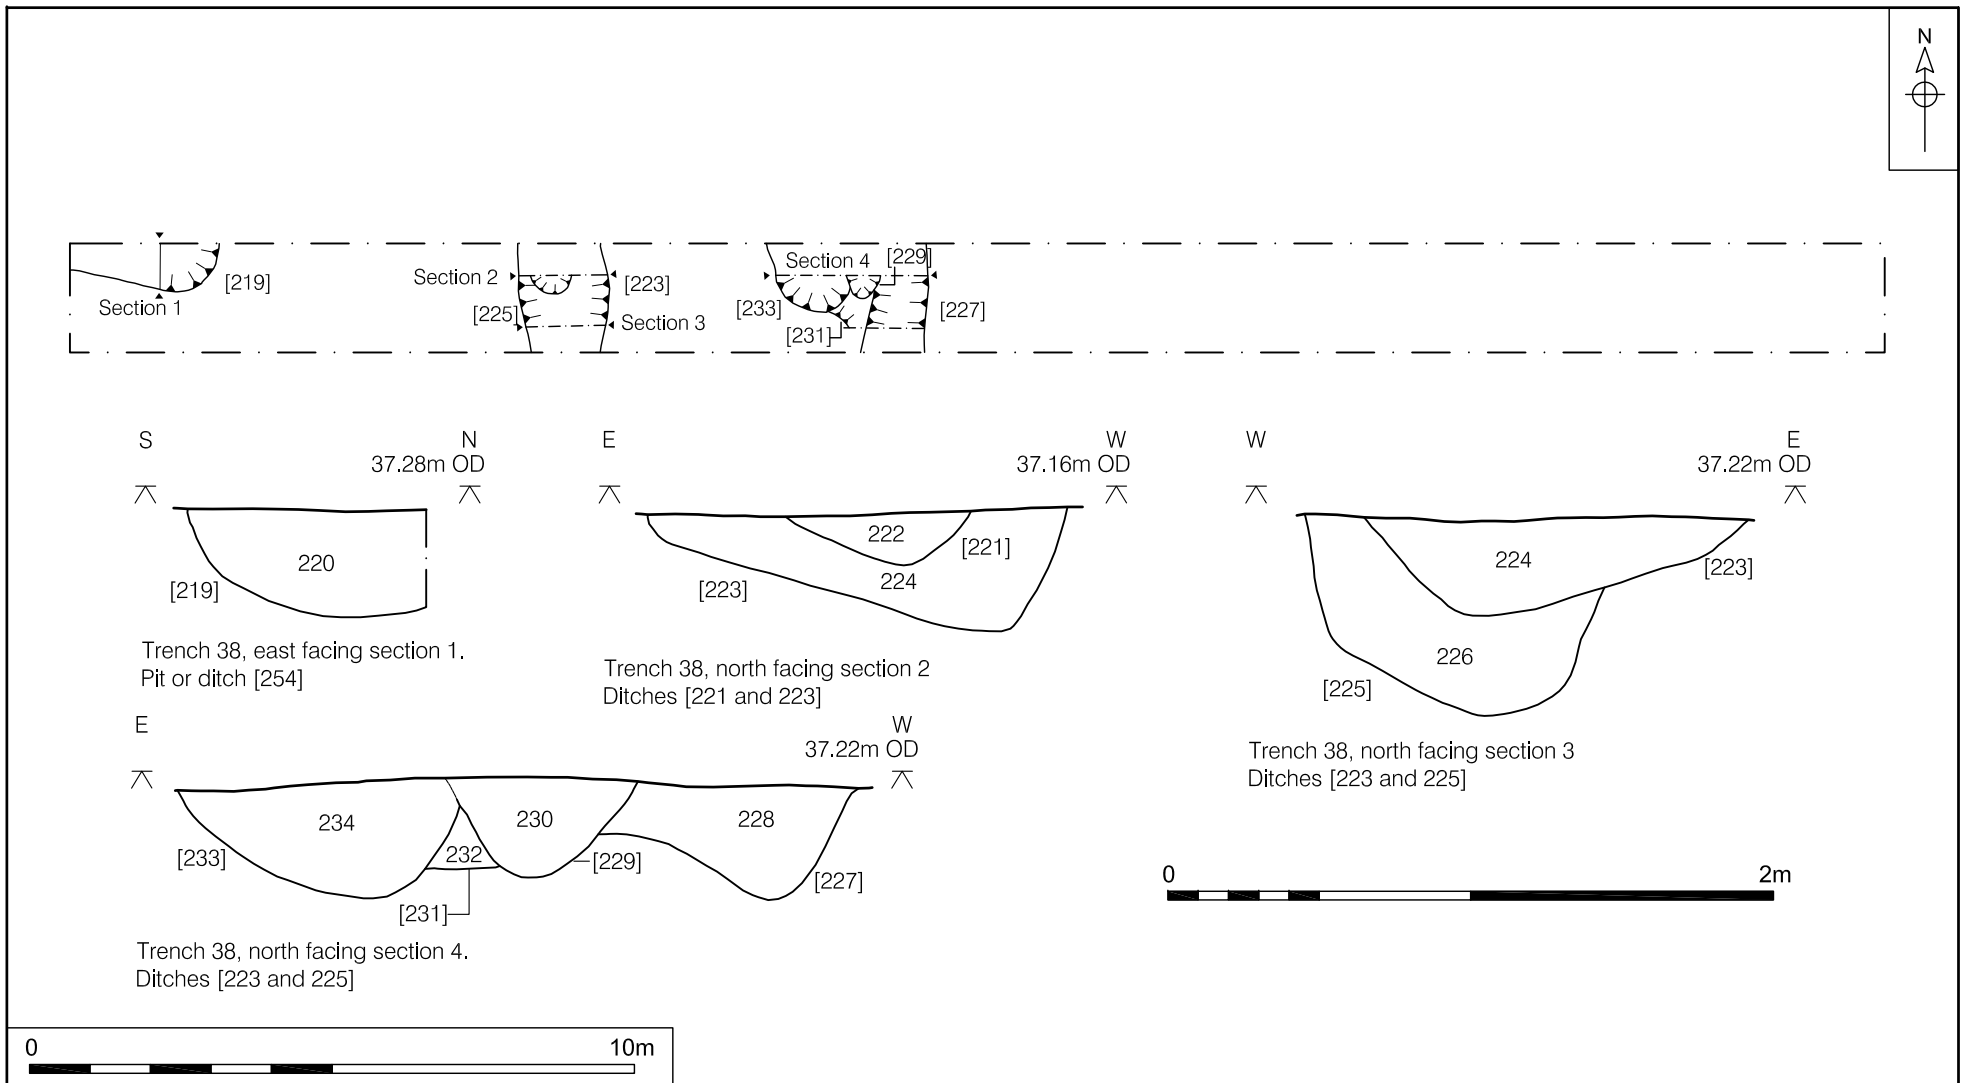 N
Section 1
[219]
Section 2
[225]
[223]
Section 3
Section 4
[229]
[233]
[231]
[227]
S
N
37.28m OD
220
[219]
Trench 38, east facing section 1.
Pit or ditch [254]
E
W
37.16m OD
222
[221]
224
[223]
Trench 38, north facing section 2
Ditches [221 and 223]
W
E
37.22m OD
224
[223]
226
[225]
Trench 38, north facing section 3
Ditches [223 and 225]
E
W
37.22m OD
234
230
228
232
[233]
[229]
[227]
[231]
Trench 38, north facing section 4.
Ditches [223 and 225]
0
2m
0
10m